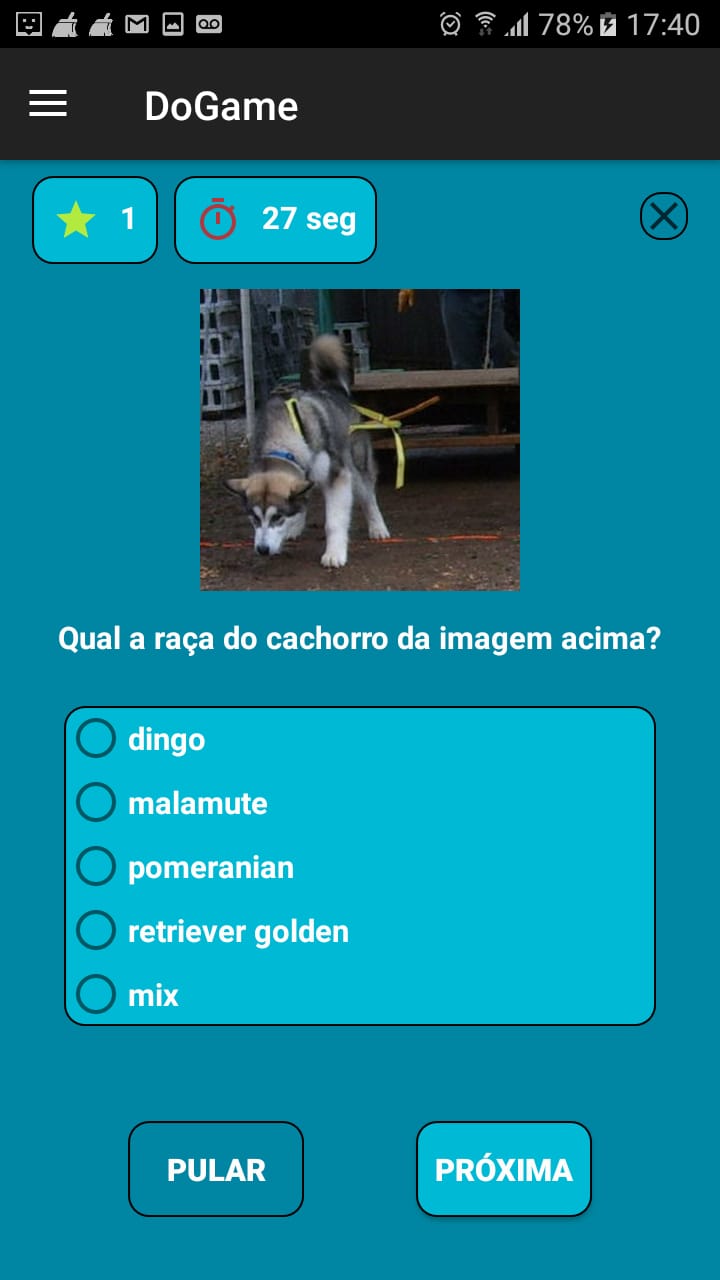 78% 17:40
DoGame
1 27 seg
Qual a raça do cachorro da imagem acima?
dingo
malamute
pomeranian
retriever golden
mix
PULAR PRÓXIMA